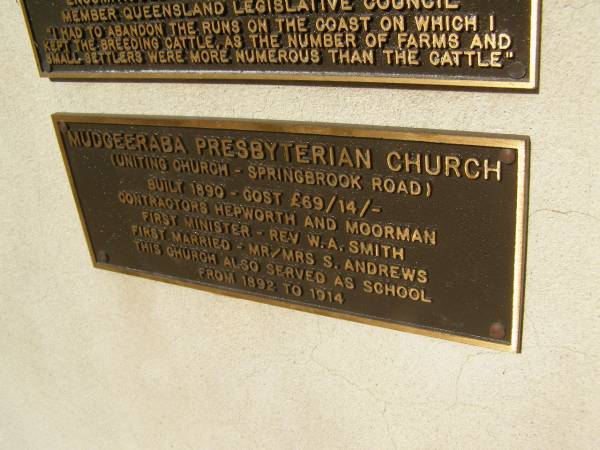 MEMBER QUEENSLAND LEGISLATIVE COUNCIL
"I HAD TO ABANDON THE RUNS ON THE COAST ON WHICH I
KEPT THE BREEDING CATTLE, AS THE NUMBER OF FARMS AND
SMALL SETTLERS WERE MORE NUMEROUS THAN THE CATTLE"
MUDGEERABA PRESBYTERIAN CHURCH
(UNITING CHURCH - SPRINGBROOK ROAD)
BUILT 1890 - COST £69/14/-
CONTRACTORS HEPWORTH AND MOORMAN
FIRST MINISTER - REV W.A. SMITH
FIRST MARRIED - MR/MRS S. ANDREWS
THIS CHURCH ALSO SERVED AS SCHOOL
FROM 1892 TO 1914